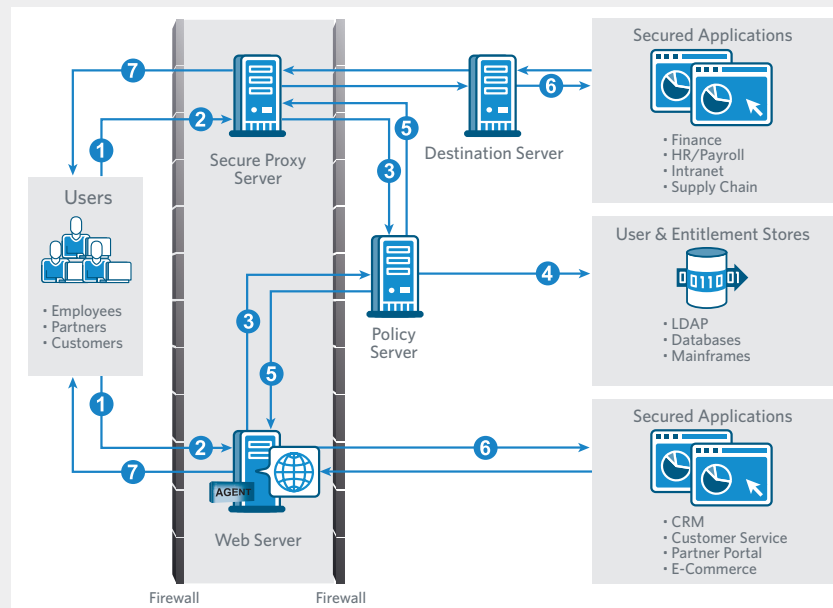 Secured Applications
7
6
2
5
1
Destination Server
• Finance
• HR/Payroll
• Intranet
• Supply Chain
Secure Proxy
Server
3
Users
User & Entitlement Stores
4
0 0110 01
• Employees
• Partners
• Customers
3
Policy
Server
• LDAP
• Databases
• Mainframes
5
1
Secured Applications
2
6
7
AGENT
Web Server
• CRM
• Customer Service
• Partner Portal
• E-Commerce
Firewall
Firewall